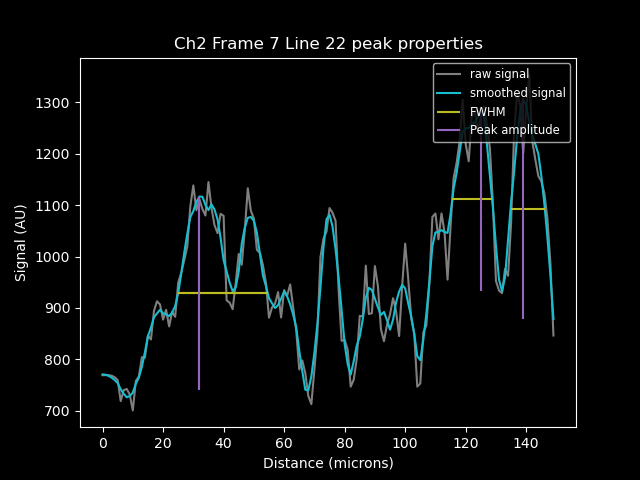 Ch2 Frame 7 Line 22 peak properties
raw signal
smoothed signal
FWHM
Peak amplitude
1300
1200
1100
1000
900
800
700
Signal (AU)
0 20 40 60 80 100 120 140
Distance (microns)